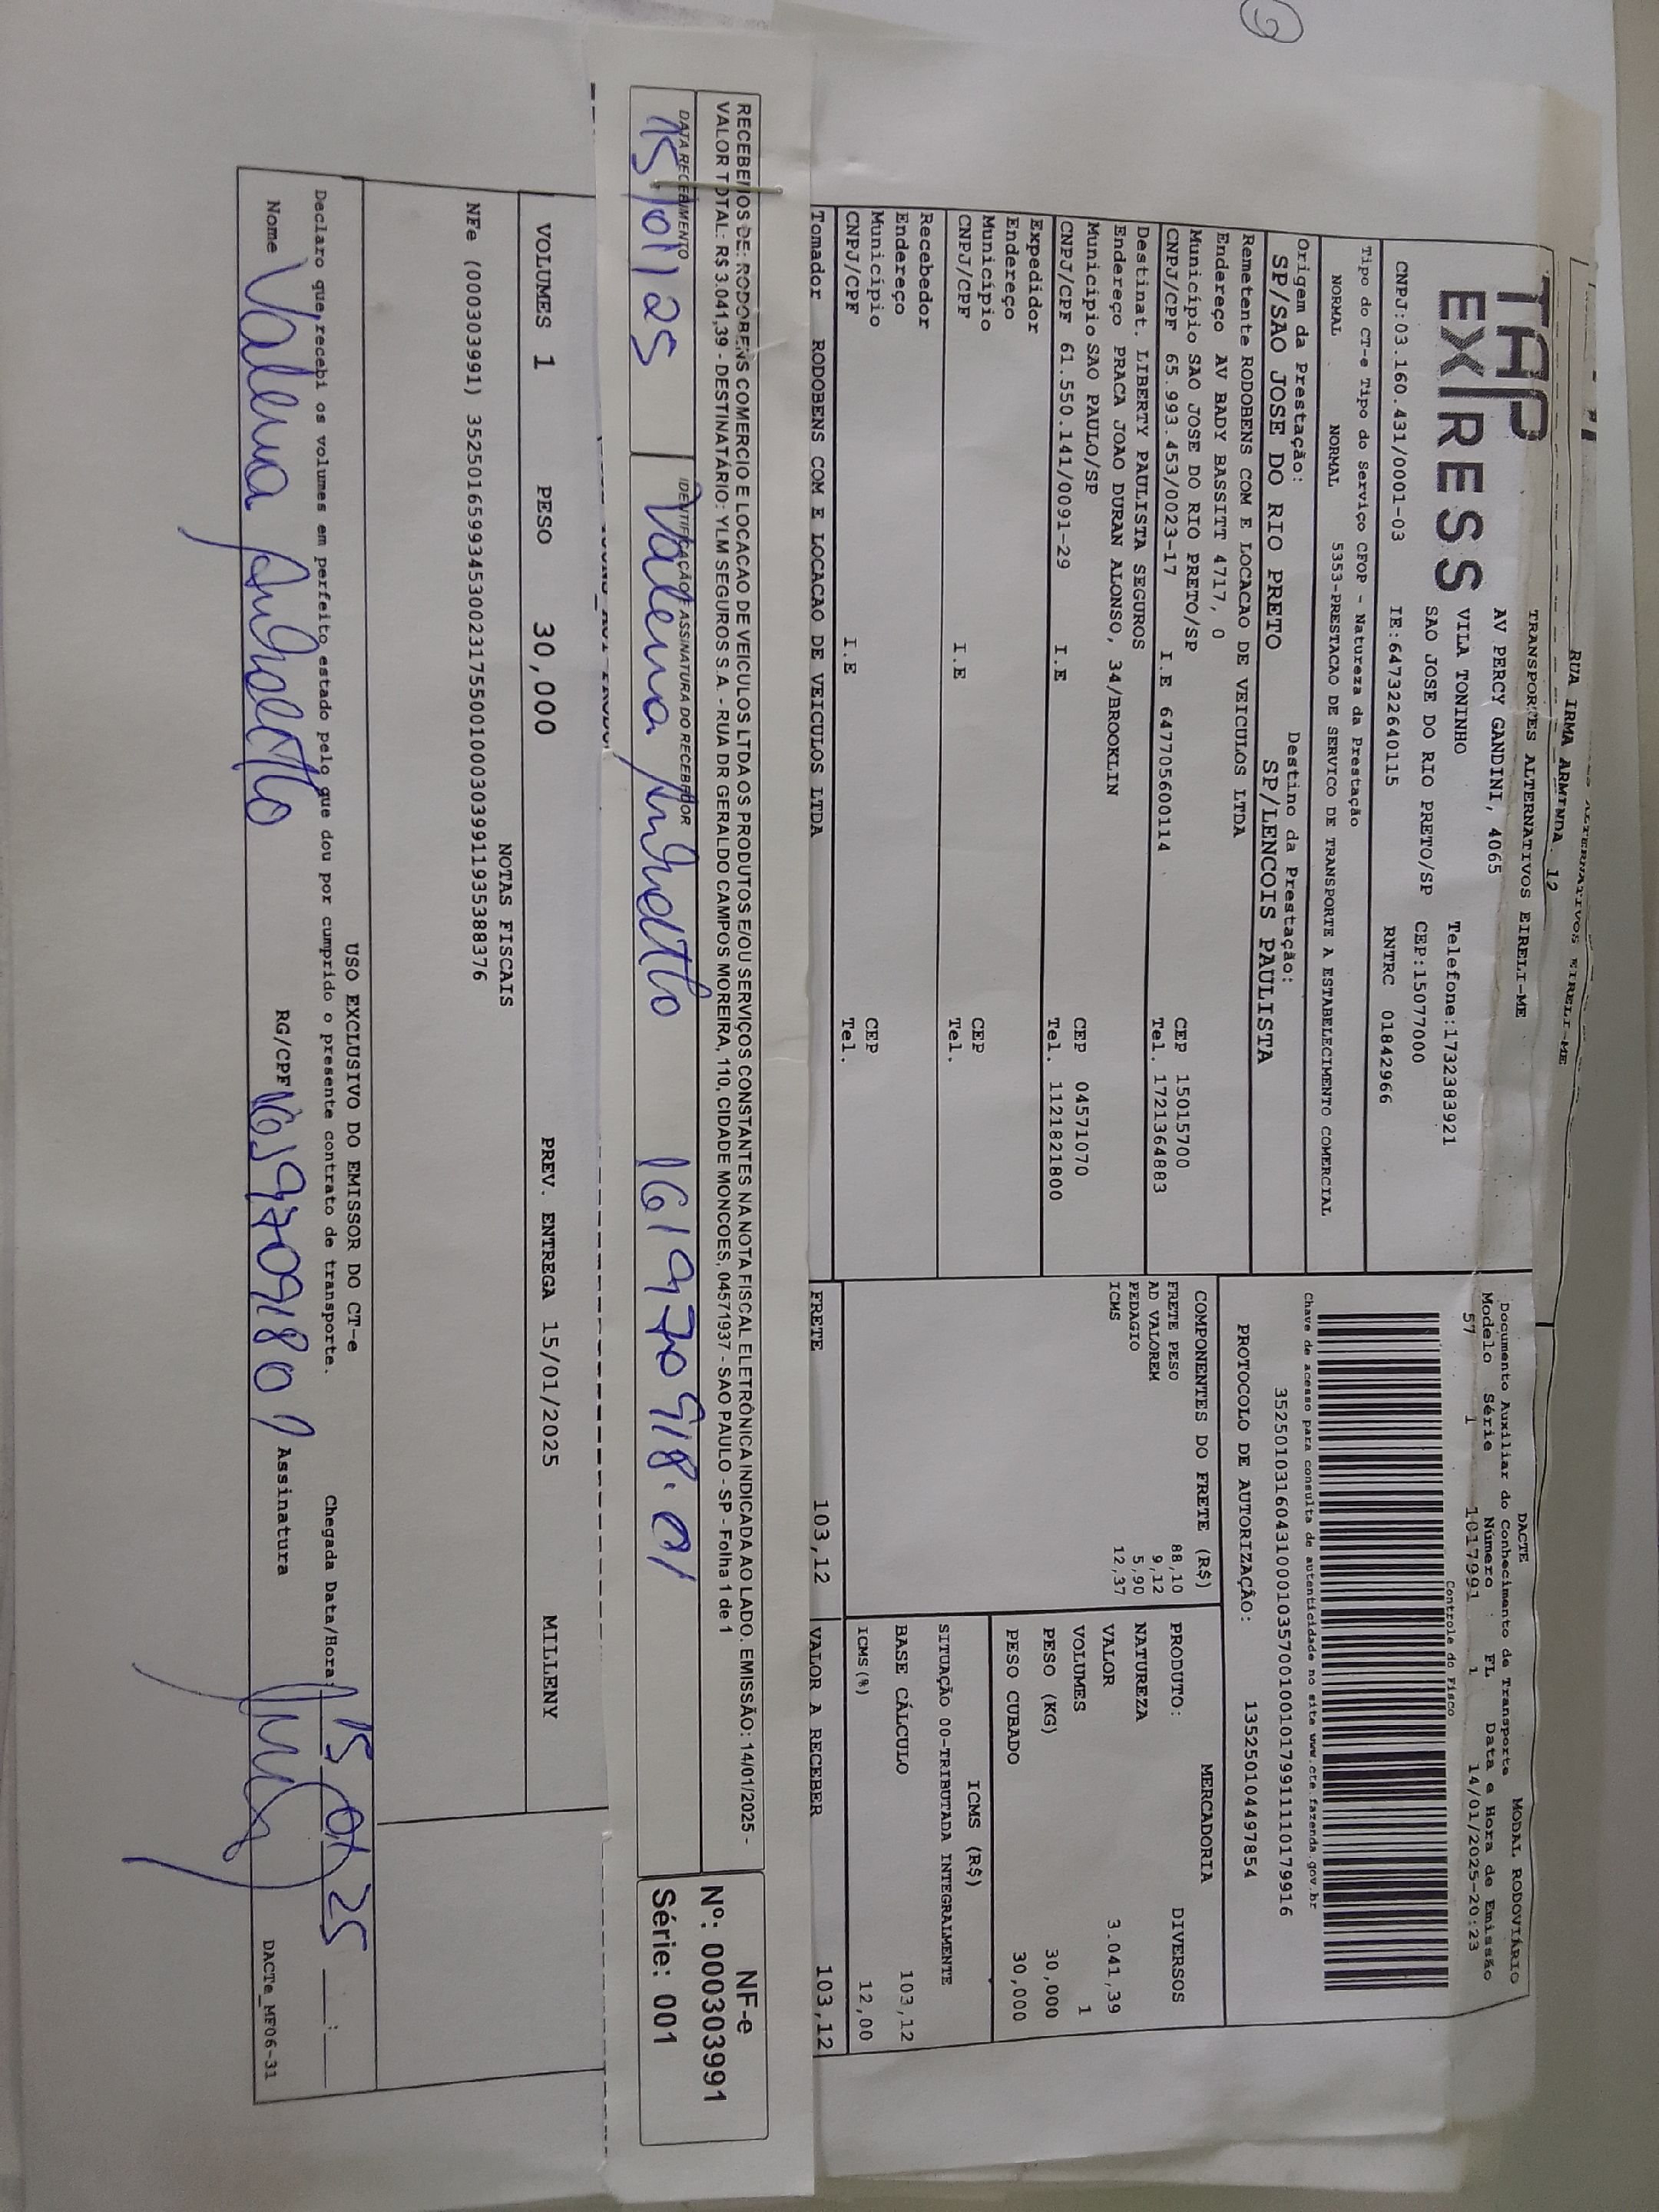 RUA IRMA ARMINDA, 12
TAP
EXPRESS
TRANSPORTES ALTERNATIVOS EIRELI-ME
AV PERCY GANDINI, 4065
VILA TONINHO
SAO JOSE DO RIO PRETO/SP
Telefone:1732383921
CEP:15077000
CNPJ:03.160.431/0001-03 IE:647322640115 RNTRC 01842966
Tipo do CT-e Tipo do Serviço CFOP - Natureza da Prestação
NORMAL NORMAL 5353-PRESTACAO DE SERVICO DE TRANSPORTE A ESTABELECIMENTO COMERCIAL
Origem da Prestação: Destino da Prestação:
SP/SAO JOSE DO RIO PRETO SP/LENCOIS PAULISTA
Remetente RODOBENS COM E LOCACAO DE VEICULOS LTDA
Endereço AV BADY BASSITT 4717, 0
Município SAO JOSE DO RIO PRETO/SP CEP 15015700
CNPJ/CPF 65.993.453/0023-17 I.E 647705600114 Tel. 1721364883
Destinat. LIBERTY PAULISTA SEGUROS
Endereço PRACA JOAO DURAN ALONSO, 34/BROOKLIN
Município SAO PAULO/SP CEP 04571070
CNPJ/CPF 61.550.141/0091-29 I.E Tel. 1121821800
Expedidor
Endereço
Município CEP
CNPJ/CPF I.E Tel.
Recebedor
Endereço
Município CEP
CNPJ/CPF I.E Tel.
Tomador RODOBENS COM E LOCACAO DE VEICULOS LTDA
DACTE MODAL RODOVIÁRIO
Documento Auxiliar do Conhecimento de Transporte
Modelo Série Número FL Data e Hora de Emissão
57 1 1017991 1 14/01/2025-20:23
Controle do Fisco
Chave de acesso para consulta de autenticidade no site www.cte.fazenda.gov.br
35250103160431000103570010010179911110179916
PROTOCOLO DE AUTORIZAÇÃO: 135250104497854
COMPONENTES DO FRETE (R$)
FRETE PESO 88,10
AD VALOREM 9,12
PEDAGIO 5,90
ICMS 12,37
MERCADORIA
PRODUTO: DIVERSOS
NATUREZA
VALOR 3.041,39
VOLUMES 1
PESO (KG) 30,000
PESO CUBADO 30,000
ICMS (R$)
SITUAÇÃO 00-TRIBUTADA INTEGRALMENTE
BASE CÁLCULO 103,12
ICMS(%) 12,00
FRETE 103,12 VALOR A RECEBER 103,12
RECEBEMOS DE: RODOBENS COMERCIO E LOCACAO DE VEICULOS LTDA OS PRODUTOS E/OU SERVIÇOS CONSTANTES NA NOTA FISCAL ELETRÔNICA INDICADA AO LADO. EMISSÃO: 14/01/2025 -
VALOR TOTAL: R$ 3.041,39 - DESTINATÁRIO: YLM SEGUROS S.A. - RUA DR GERALDO CAMPOS MOREIRA, 110, CIDADE MONCOES, 04571937 - SAO PAULO - SP - Folha 1 de 1
DATA RECEBIMENTO IDENTIFICAÇÃO E ASSINATURA DO RECEBEDOR
15/01/25 Valeria 16197098.01
NF-e
Nº: 000303991
Série: 001
VOLUMES 1 PESO 30,000 PREV. ENTREGA 15/01/2025 MILLENY
NOTAS FISCAIS
NFe (000303991) 35250165993453002317550010003039911935388376
USO EXCLUSIVO DO EMISSOR DO CT-e
Declaro que recebi os volumes em perfeito estado pelo que dou por cumprido o presente contrato de transporte. Chegada Data/Hora: 15/01/25 __:__
Nome Valeria RG/CPF Assinatura
DACTe_MF06-31